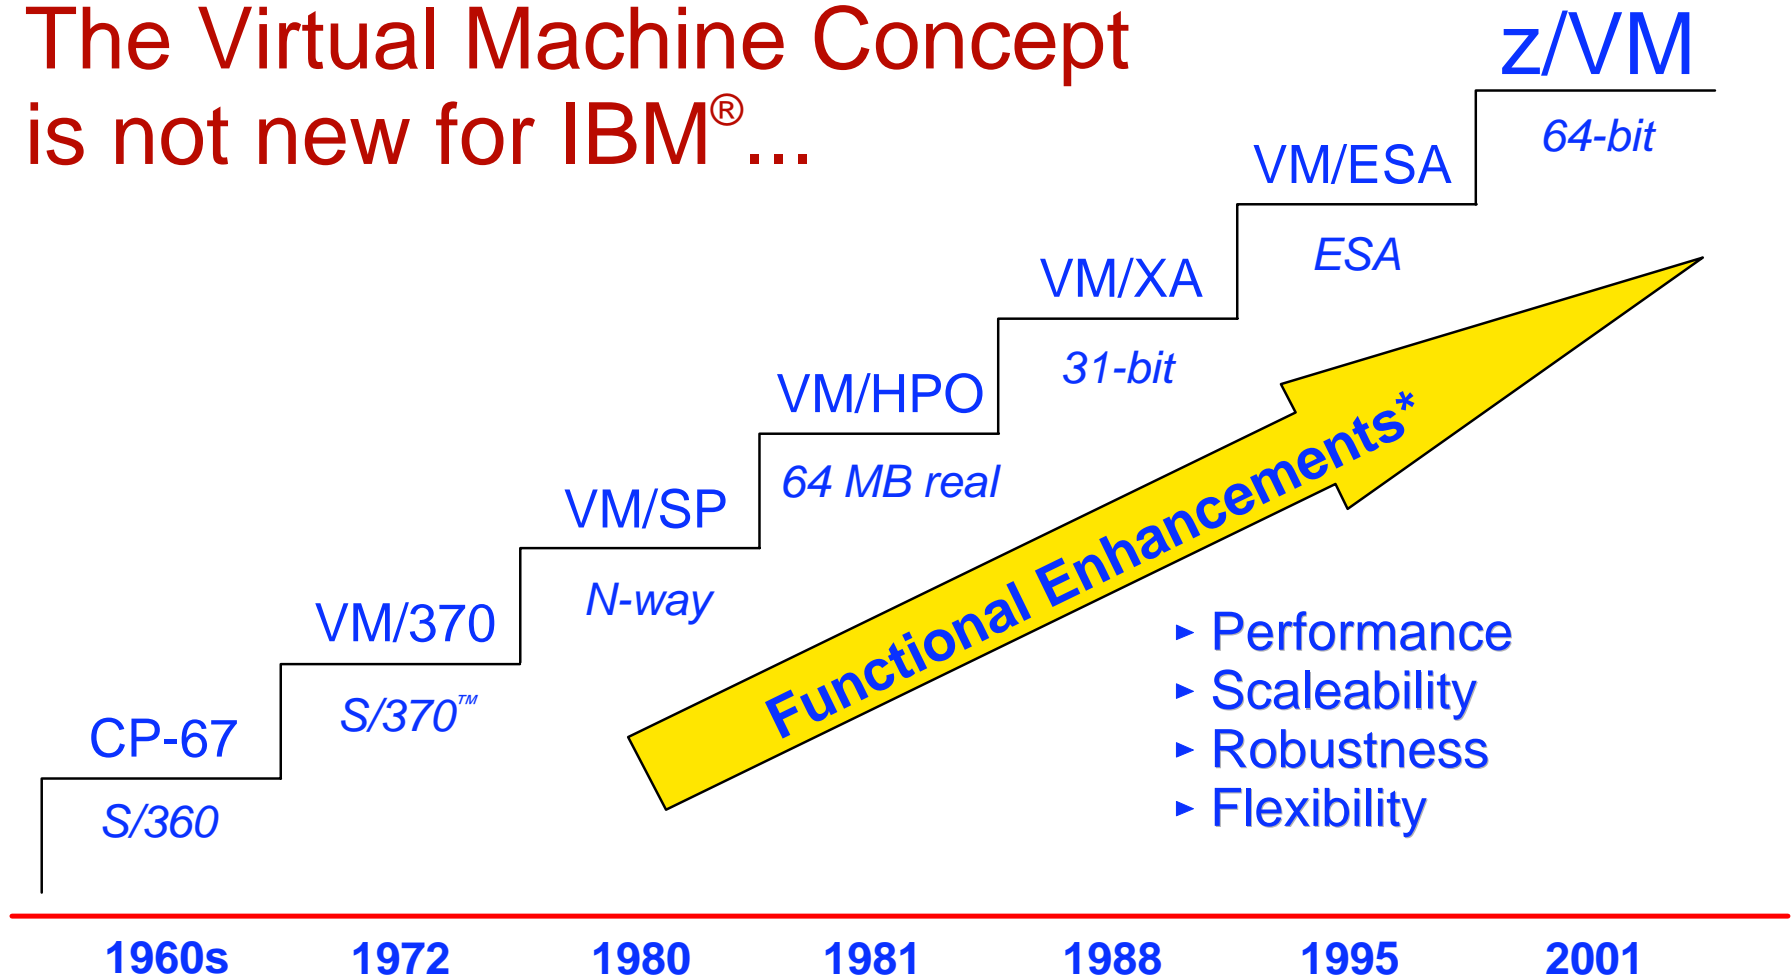 The Virtual Machine Concept
is not new for IBM®...
z/VM
64-bit
VM/ESA
ESA
VM/XA
31-bit
VM/HPO
64 MB real
VM/SP
N-way
VM/370
S/370™
CP-67
S/360
Functional Enhancements*
► Performance
► Scaleability
► Robustness
► Flexibility
1960s 1972 1980 1981 1988 1995 2001